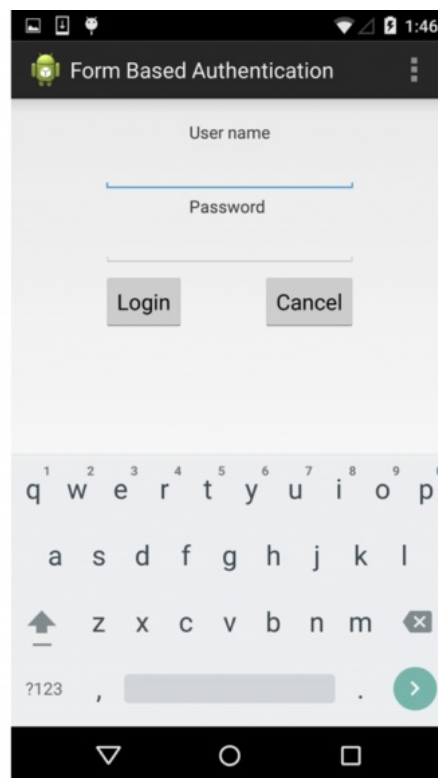 1:46
Form Based Authentication
User name
Password
Login Cancel
1 2 3 4 5 6 7 8 9
q w e r t y u i o p
a s d f g h j k l
z x c v b n m
?123 , .